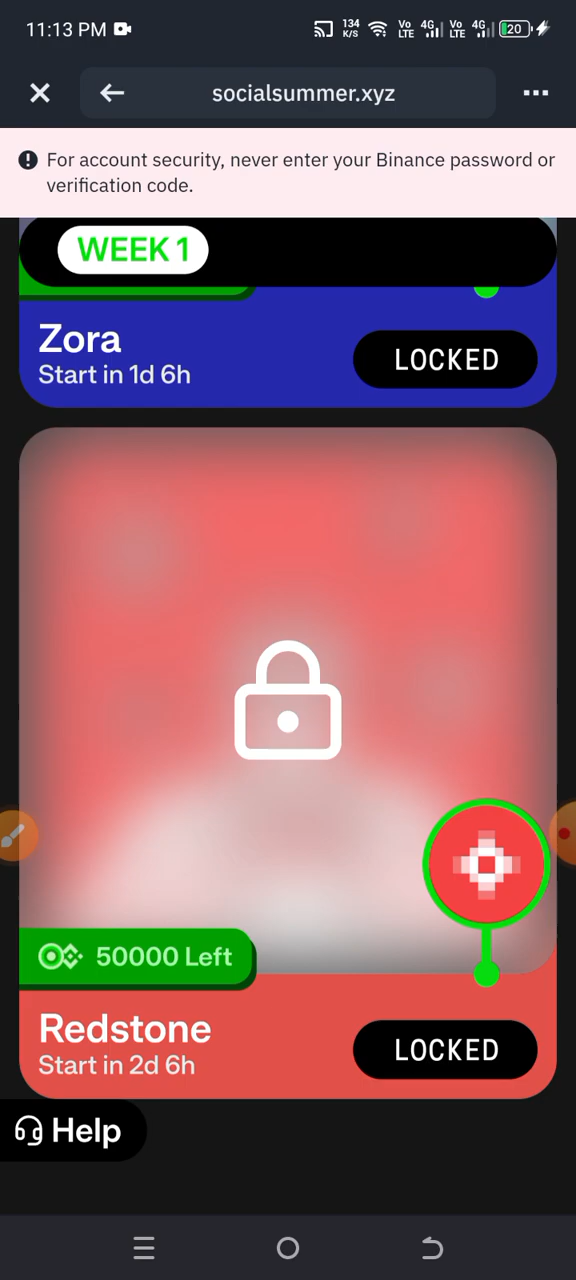 11:13 PM
134
K/S
Vo
LTE
4G
Vo
LTE
4G
20
socialsummer.xyz
For account security, never enter your Binance password or
verification code.
WEEK 1
Zora
Start in 1d 6h
LOCKED
50000 Left
Redstone
Start in 2d 6h
LOCKED
Help